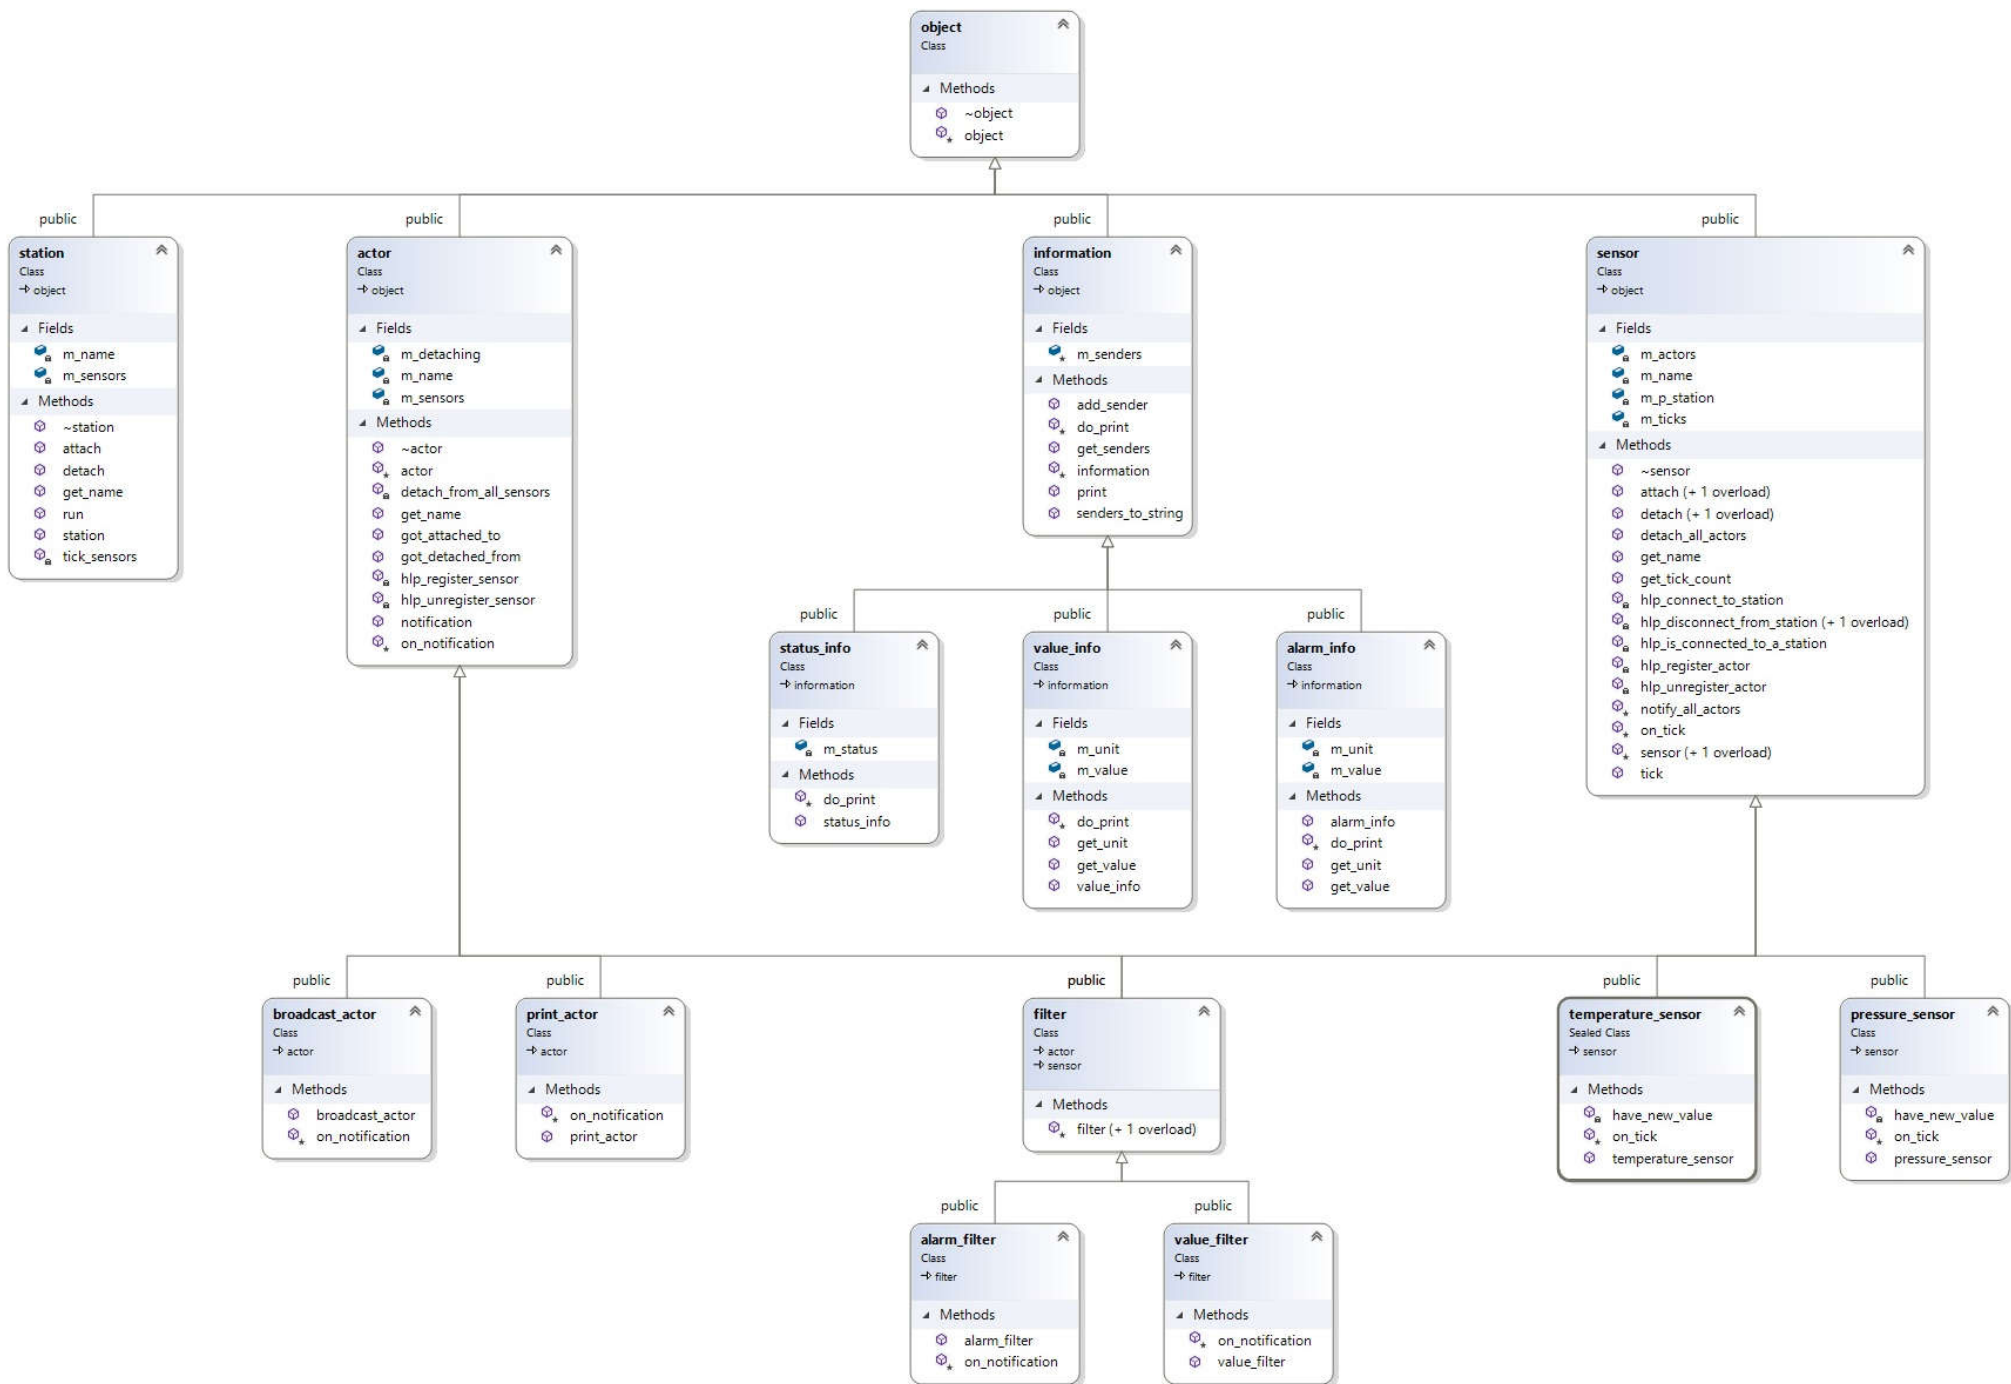 object
Class
Methods
~object
object
public
public
public
public
station
Class
object
Fields
m_name
m_sensors
Methods
~station
attach
detach
get_name
run
station
tick_sensors
actor
Class
object
Fields
m_detaching
m_name
m_sensors
Methods
~actor
actor
detach_from_all_sensors
get_name
got_attached_to
got_detached_from
hlp_register_sensor
hlp_unregister_sensor
notification
on_notification
information
Class
object
Fields
m_senders
Methods
add_sender
do_print
get_senders
information
print
senders_to_string
sensor
Class
object
Fields
m_actors
m_name
m_p_station
m_ticks
Methods
~sensor
attach (+ 1 overload)
detach (+ 1 overload)
detach_all_actors
get_name
get_tick_count
hlp_connect_to_station
hlp_disconnect_from_station (+ 1 overload)
hlp_is_connected_to_a_station
hlp_register_actor
hlp_unregister_actor
notify_all_actors
on_tick
sensor (+ 1 overload)
tick
public
public
public
status_info
Class
information
Fields
m_status
Methods
do_print
status_info
value_info
Class
information
Fields
m_unit
m_value
Methods
do_print
get_unit
get_value
value_info
alarm_info
Class
information
Fields
m_unit
m_value
Methods
alarm_info
do_print
get_unit
get_value
public
public
public
public
public
broadcast_actor
Class
actor
Methods
broadcast_actor
on_notification
print_actor
Class
actor
Methods
on_notification
print_actor
filter
Class
actor
sensor
Methods
filter (+ 1 overload)
temperature_sensor
Sealed Class
sensor
Methods
have_new_value
on_tick
temperature_sensor
pressure_sensor
Class
sensor
Methods
have_new_value
on_tick
pressure_sensor
public
public
alarm_filter
Class
filter
Methods
alarm_filter
on_notification
value_filter
Class
filter
Methods
on_notification
value_filter